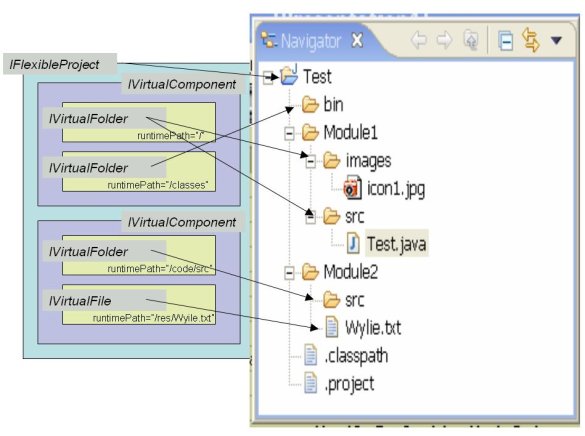 IFlexibleProject
IVirtualComponent
IVirtualFolder
runtimePath="/"
IVirtualFolder
runtimePath="/classes"
IVirtualComponent
IVirtualFolder
runtimePath="/code/src"
IVirtualFile
runtimePath="/res/Wyile.txt"
Navigator
Test
bin
Module1
images
icon1.jpg
src
Test.java
Module2
src
Wylie.txt
.classpath
.project